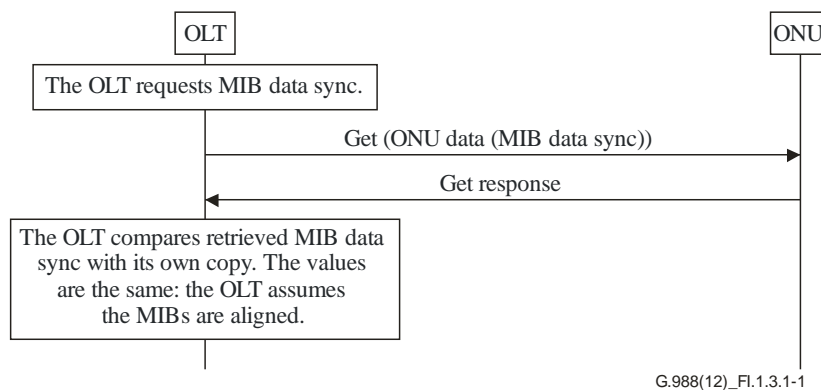 OLT
ONU
The OLT requests MIB data sync.
Get (ONU data (MIB data sync))
Get response
The OLT compares retrieved MIB data
sync with its own copy. The values
are the same: the OLT assumes
the MIBs are aligned.
G.988(12)_FI.1.3.1-1